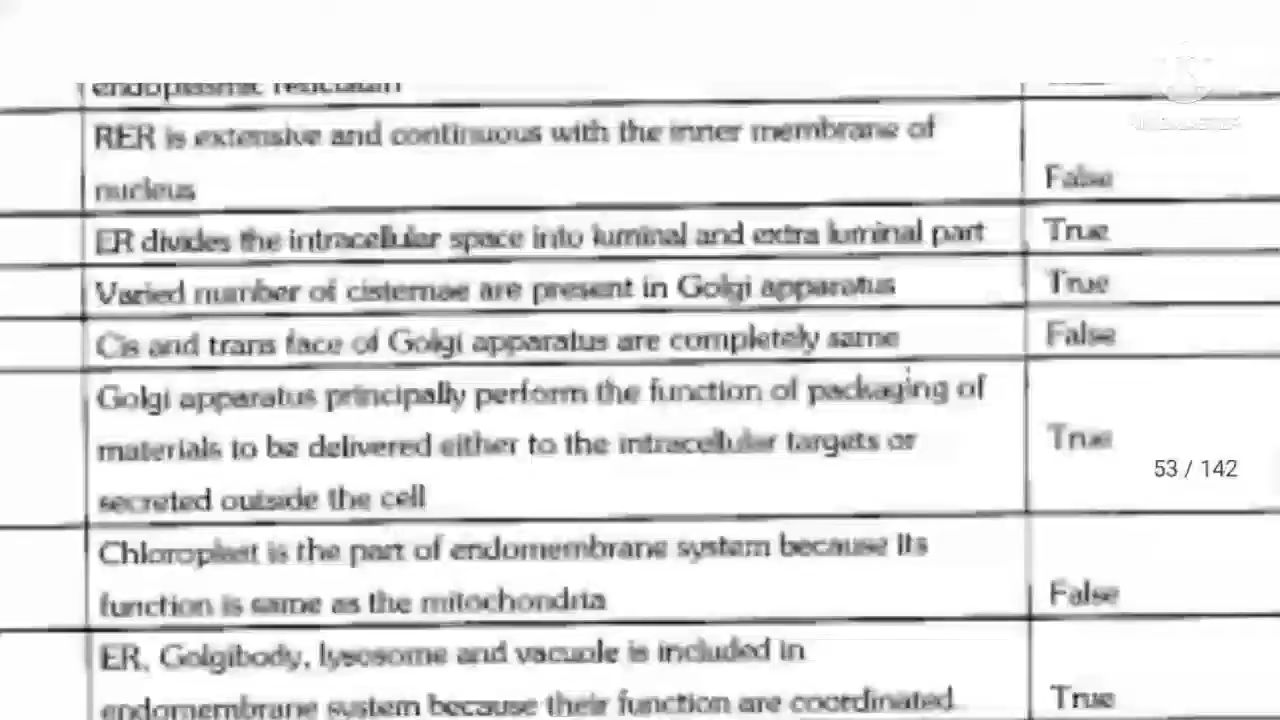 endoplasmic reticulum
RER is extensive and continuous with the inner membrane of
nucleus
False
ER divides the intracellular space into luminal and extra luminal part
True
Varied number of cisternae are present in Golgi apparatus
True
Cis and trans face of Golgi apparatus are completely same
False
Golgi apparatus principally perform the function of packaging of
materials to be delivered either to the intracellular targets or
secreted outside the cell
True
53 / 142
Chloroplast is the part of endomembrane system because its
function is same as the mitochondria
False
ER, Golgibody, lysosome and vacuole is included in
endomembrane system because their function are coordinated.
True